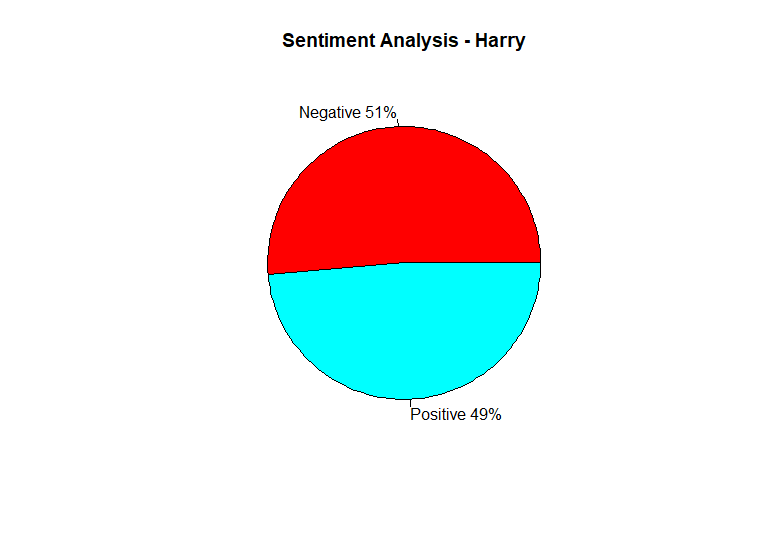 Sentiment Analysis - Harry
Negative 51%
Positive 49%